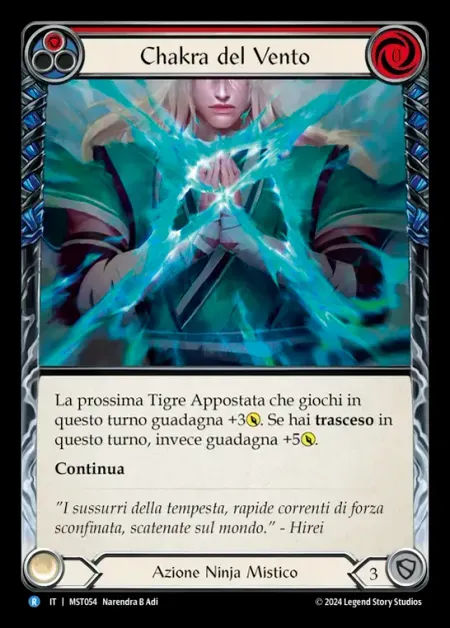 Chakra del Vento
0
La prossima Tigre Appostata che giochi in
questo turno guadagna +3. Se hai trasceso in
questo turno, invece guadagna +5.
Continua
"I sussurri della tempesta, rapide correnti di forza
sconfinata, scatenate sul mondo." - Hirei
Azione Ninja Mistico
3
R | IT | MST054 Narendra B Adi
© 2024 Legend Story Studios